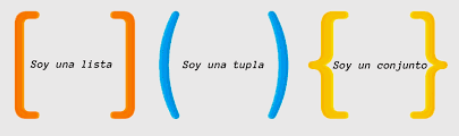 [ Soy una lista ] ( Soy una tupla ) { Soy un conjunto }